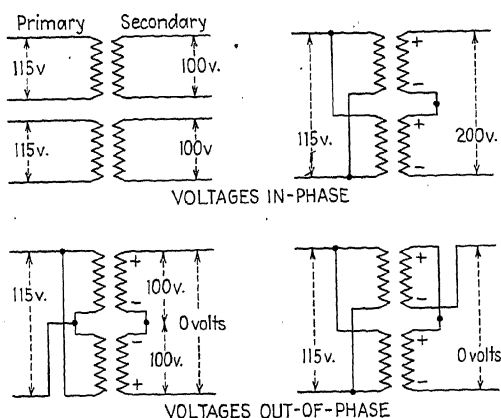 Primary Secondary
115v 100v.
115v. 100v
115v. + - + - 200v.
VOLTAGES IN-PHASE
115v. + - 100v. 0 volts - + 100v.
115v. + - + - 0 volts
VOLTAGES OUT-OF-PHASE